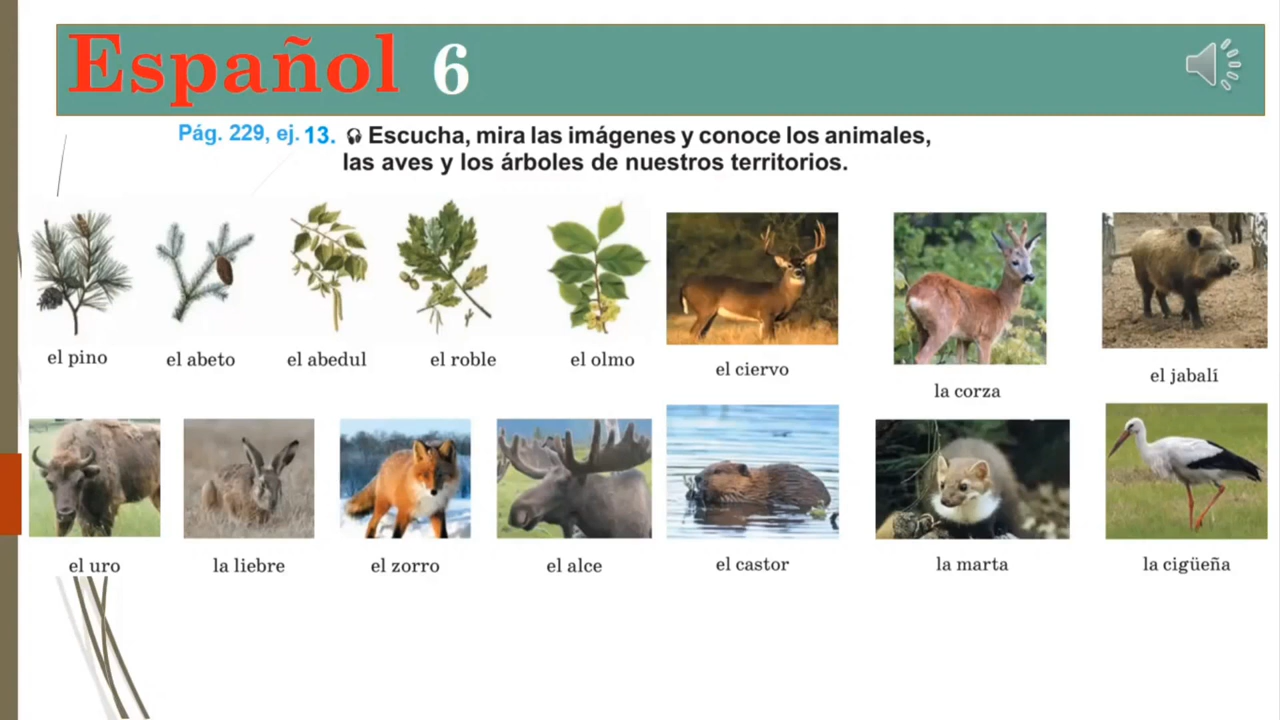 Español 6
Pág. 229, ej. 13. Escucha, mira las imágenes y conoce los animales,
las aves y los árboles de nuestros territorios.
el pino
el abeto
el abedul
el roble
el olmo
el ciervo
la corza
el jabalí
el uro
la liebre
el zorro
el alce
el castor
la marta
la cigüeña